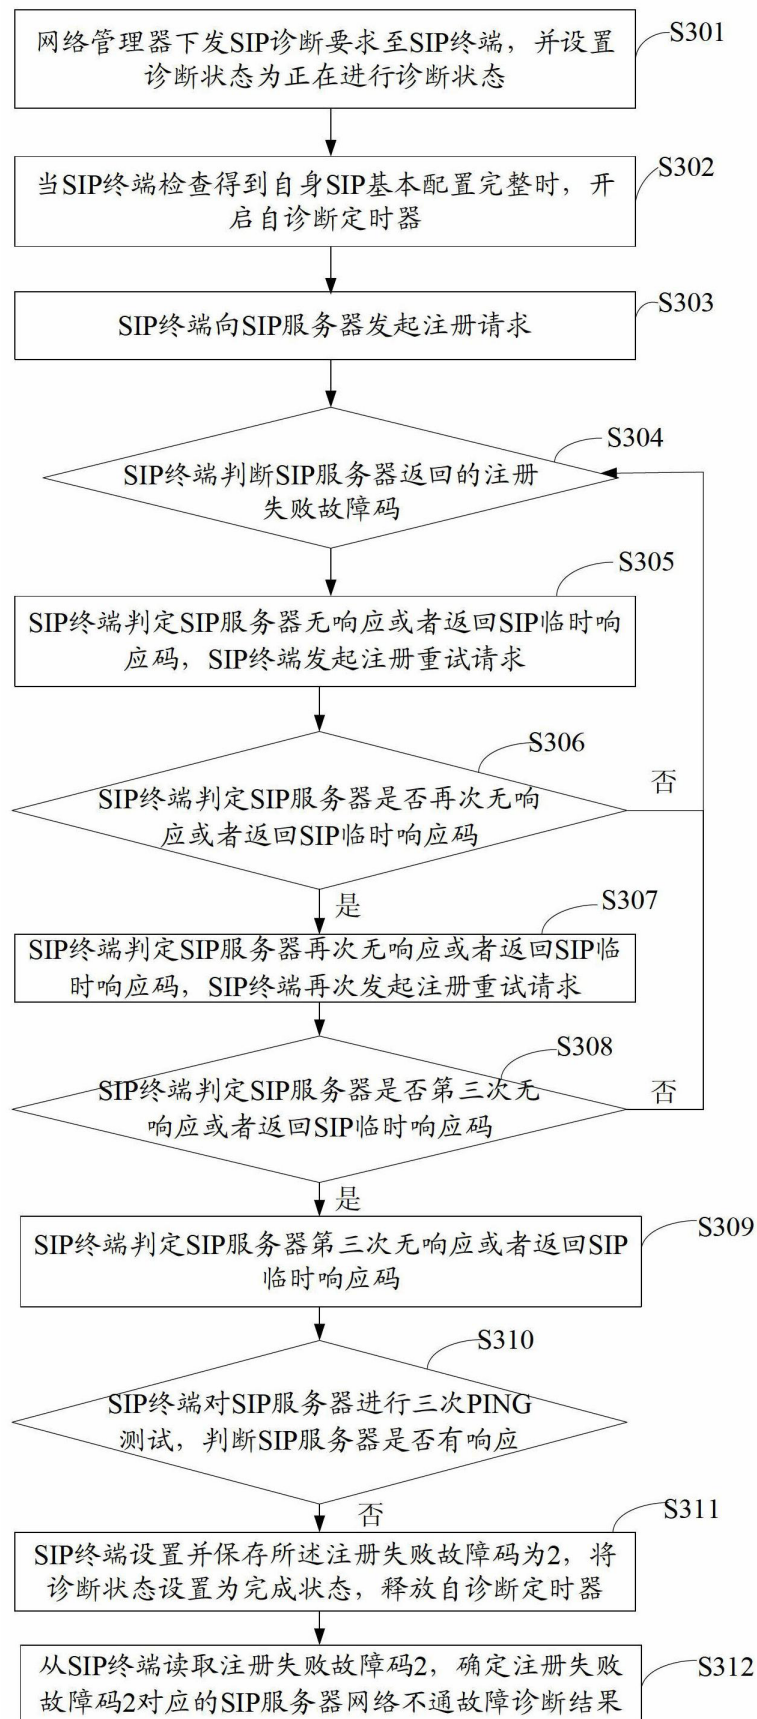 网络管理器下发SIP诊断要求至SIP终端，并设置
诊断状态为正在进行诊断状态
S301
当SIP终端检查得到自身SIP基本配置完整时，开
启自诊断定时器
S302
SIP终端向SIP服务器发起注册请求
S303
SIP终端判断SIP服务器返回的注册
失败故障码
S304
SIP终端判定SIP服务器无响应或者返回SIP临时响
应码，SIP终端发起注册重试请求
S305
SIP终端判定SIP服务器是否再次无响
应或者返回SIP临时响应码
S306
否
是
SIP终端判定SIP服务器再次无响应或者返回SIP临
时响应码，SIP终端再次发起注册重试请求
S307
SIP终端判定SIP服务器是否第三次无
响应或者返回SIP临时响应码
S308
否
是
SIP终端判定SIP服务器第三次无响应或者返回SIP
临时响应码
S309
SIP终端对SIP服务器进行三次PING
测试，判断SIP服务器是否有响应
S310
否
SIP终端设置并保存所述注册失败故障码为2，将
诊断状态设置为完成状态，释放自诊断定时器
S311
从SIP终端读取注册失败故障码2，确定注册失败
故障码2对应的SIP服务器网络不通故障诊断结果
S312